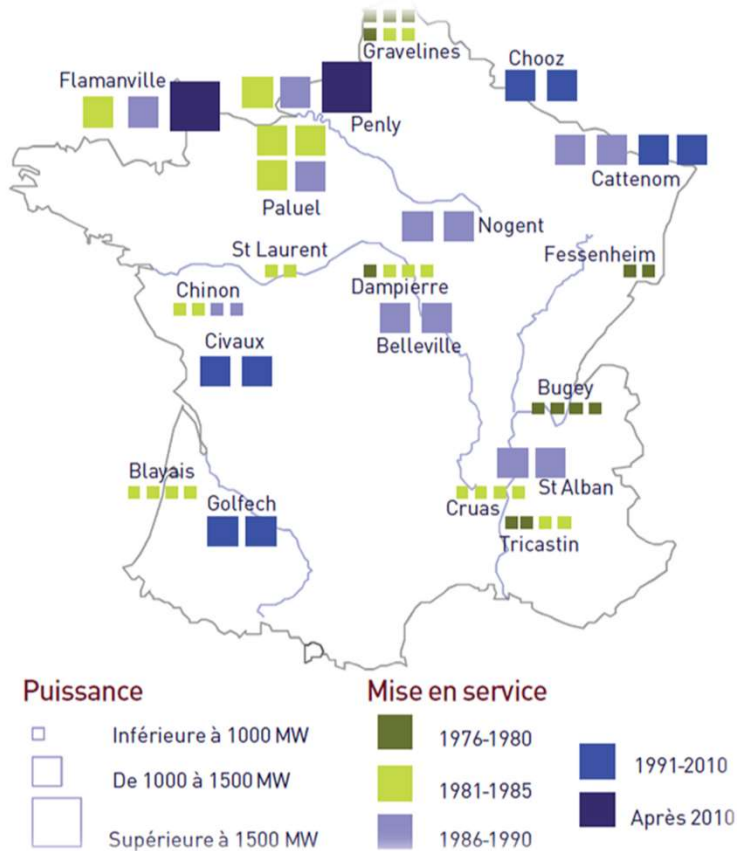 Gravelines
Chooz
Flamanville
Penly
Cattenom
Paluel
Nogent
St Laurent
Fessenheim
Dampierre
Chinon
Belleville
Civaux
Bugey
Blayais
St Alban
Golfech
Cruas
Tricastin
Puissance
Inférieure à 1000 MW
De 1000 à 1500 MW
Supérieure à 1500 MW
Mise en service
1976-1980
1981-1985
1986-1990
1991-2010
Après 2010